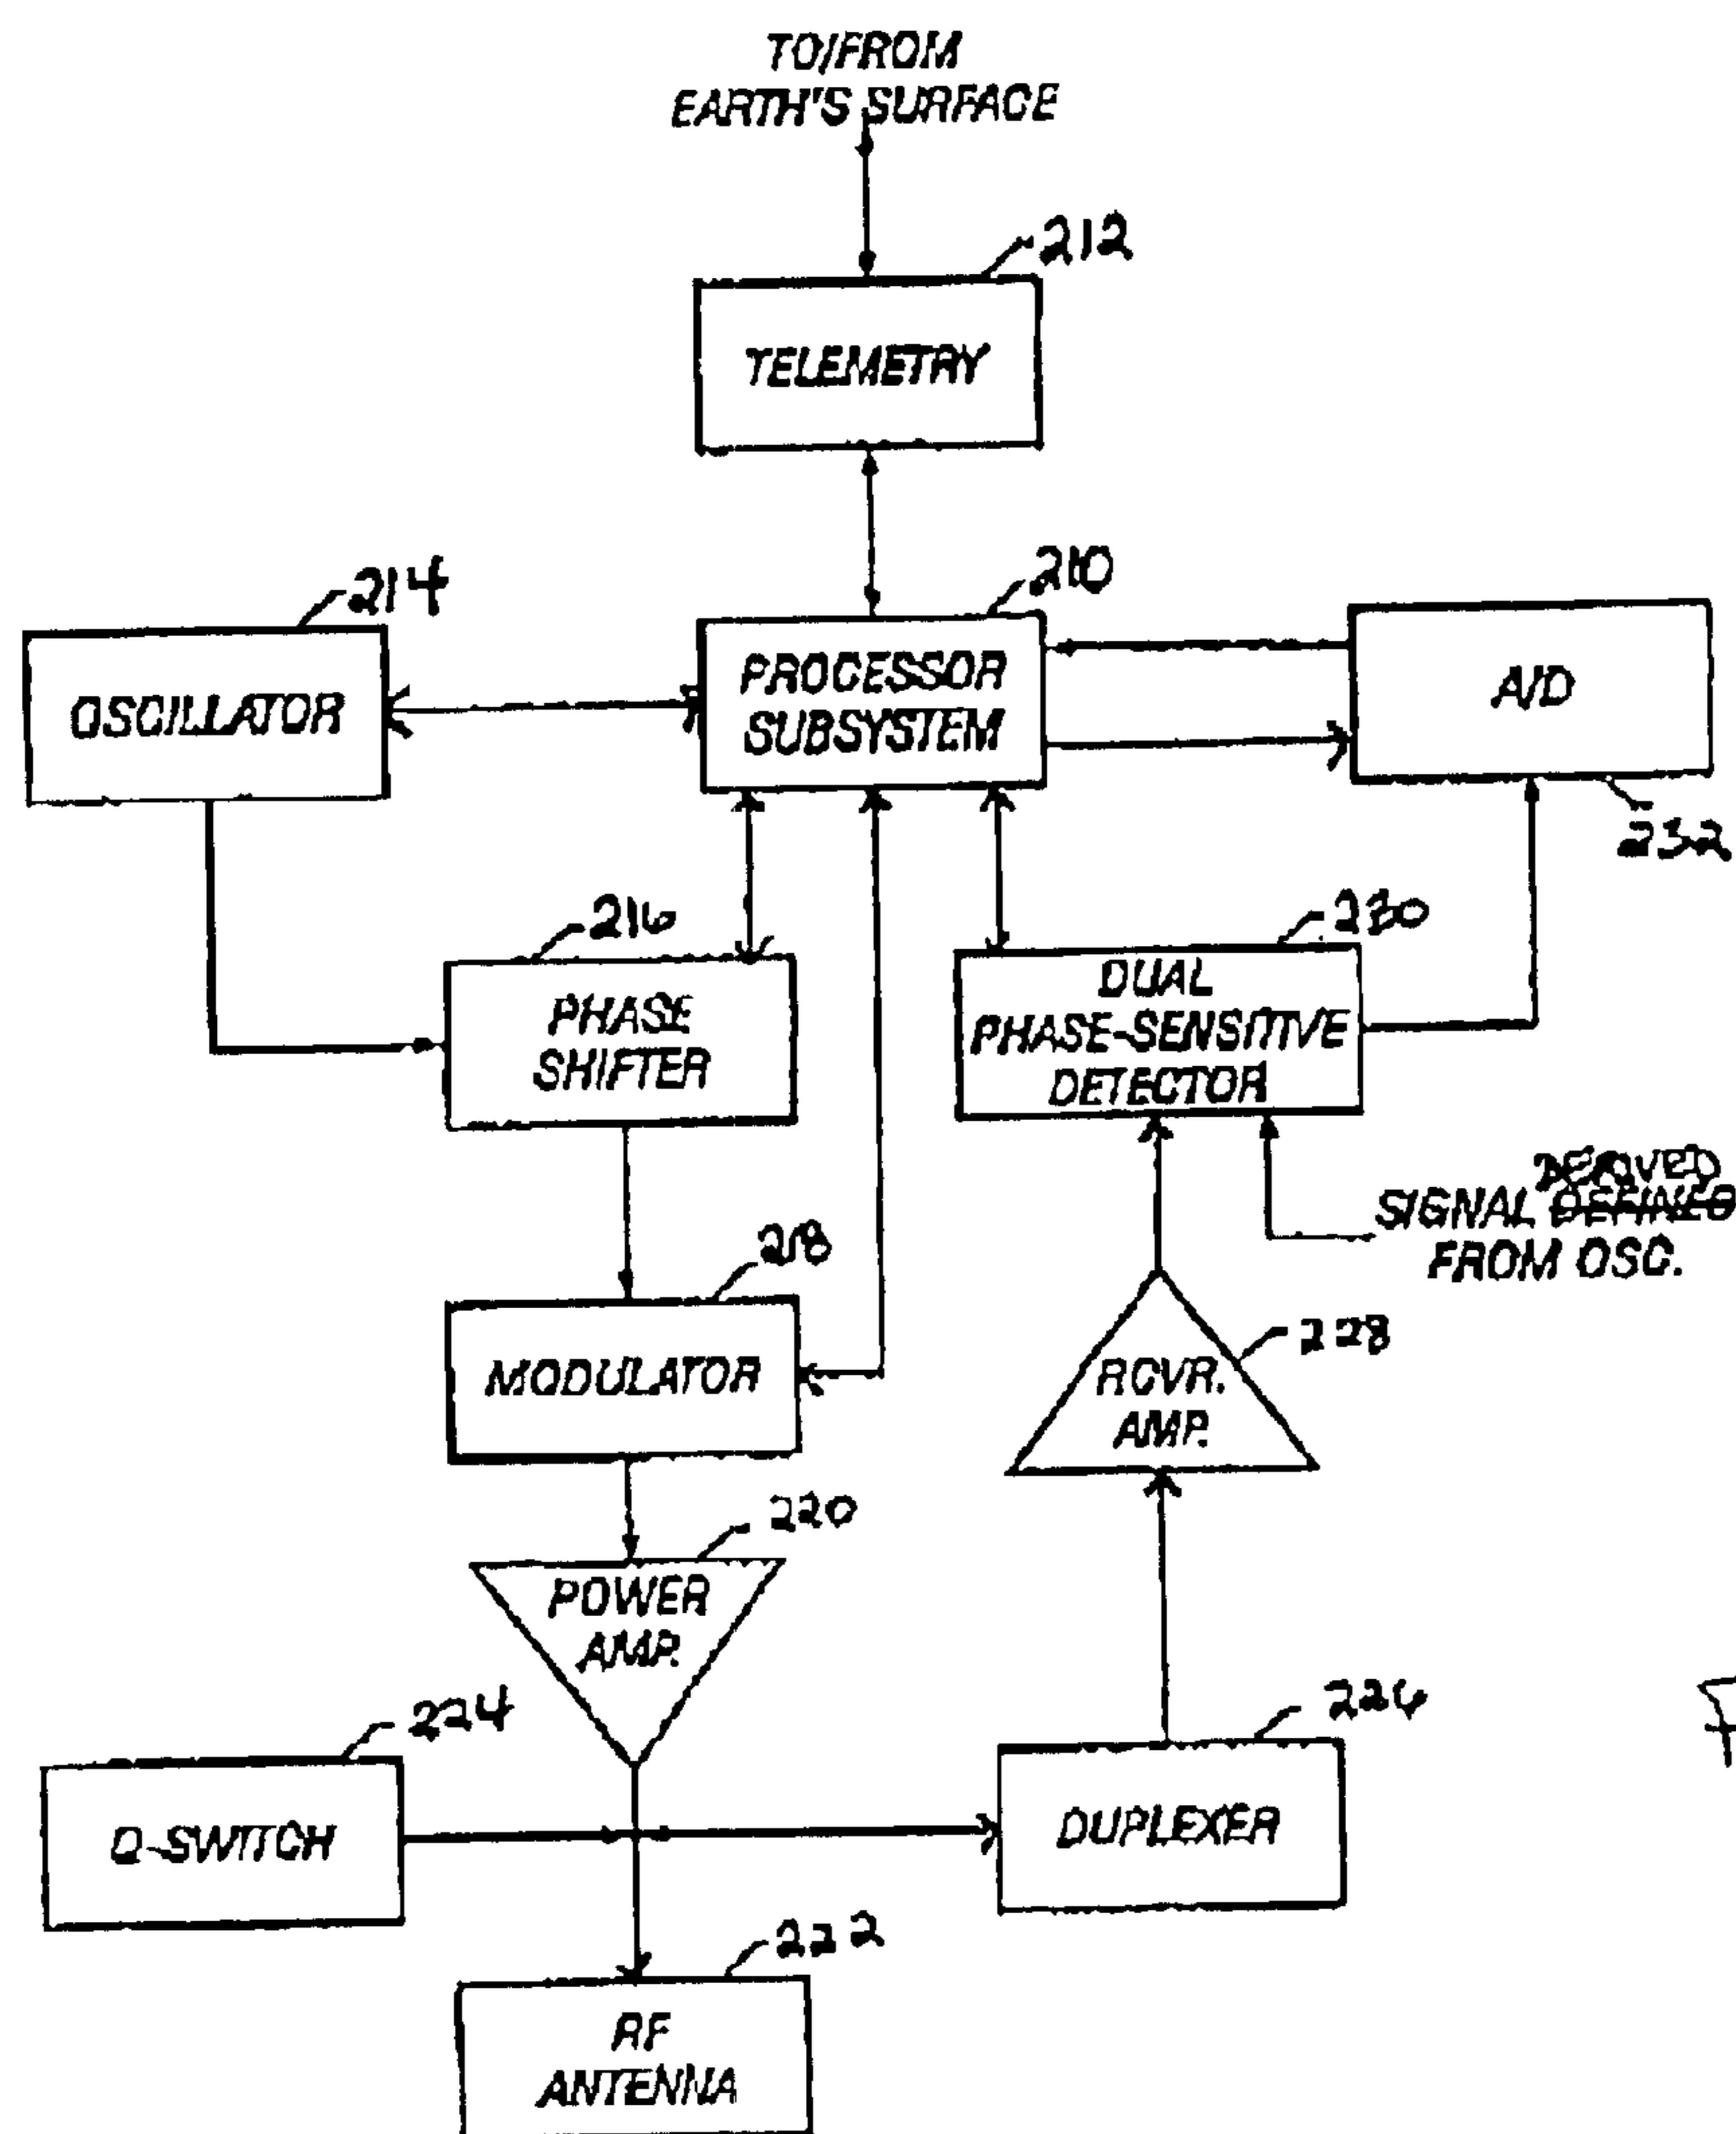 TO/FROM
EARTH'S SURFACE
212
TELEMETRY
214
210
OSCILLATOR
PROCESSOR
SUBSYSTEM
A/D
232
216
230
PHASE
SHIFTER
DUAL
PHASE-SENSITIVE
DETECTOR
DERIVED
SIGNAL DEFINED
FROM OSC.
218
MODULATOR
228
RCVR.
AMP.
220
POWER
AMP.
224
226
Q-SWITCH
DUPLEXER
222
RF
ANTENNA